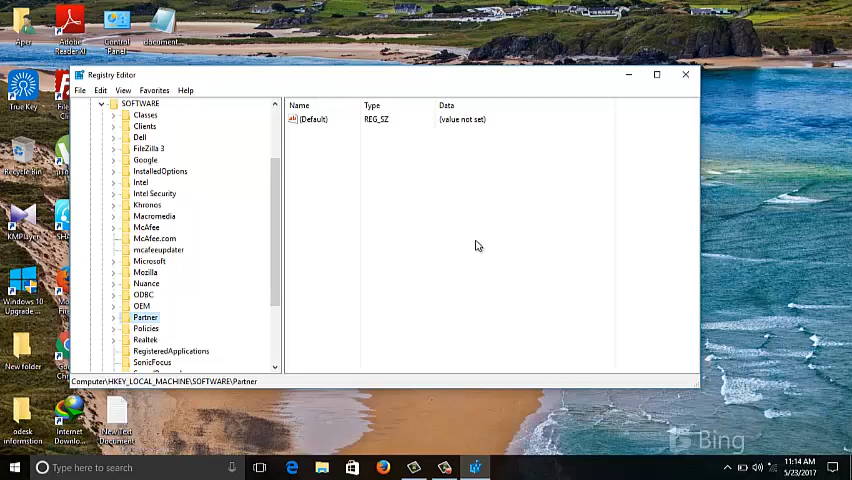 Aper
Adobe
Reader XI
Control
Panel
document
True Key
Recycle Bin
KMPlayer
Windows 10
Upgrade ...
New folder
odesk
information
Internet
Downlo...
New Text
Document
Registry Editor
File Edit View Favorites Help
SOFTWARE
Classes
Clients
Dell
FileZilla 3
Google
InstalledOptions
Intel
Intel Security
Khronos
Macromedia
McAfee
McAfee.com
mcafeeupdater
Microsoft
Mozilla
Nuance
ODBC
OEM
Partner
Policies
Realtek
RegisteredApplications
SonicFocus
Name Type Data
(Default) REG_SZ (value not set)
Computer\HKEY_LOCAL_MACHINE\SOFTWARE\Partner
Bing
Type here to search
11:14 AM
5/23/2017